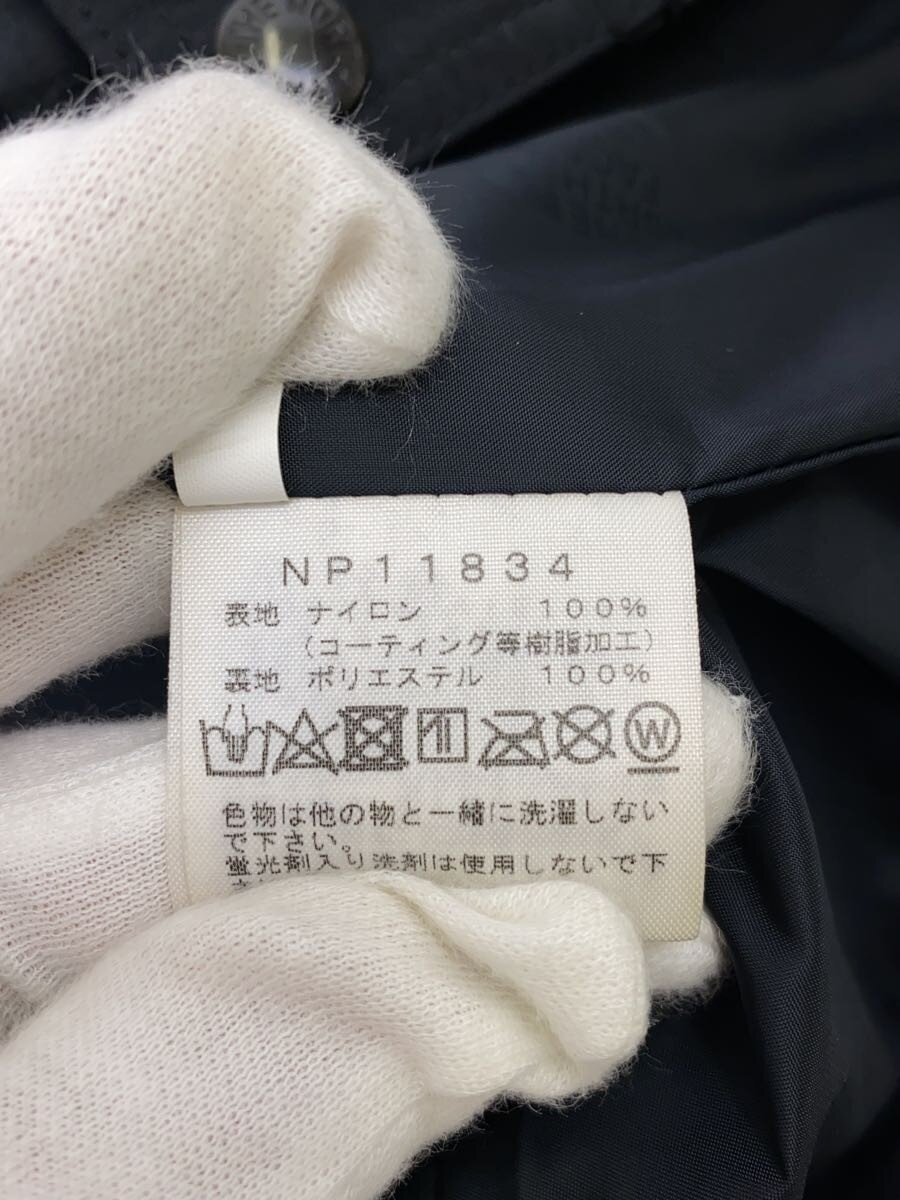 NP11834
表地 ナイロン 100%
(コーティング等樹脂加工)
裏地 ポリエステル 100%
W
色物は他の物と一緒に洗濯しない
で下さい。
蛍光剤入り洗剤は使用しないで下